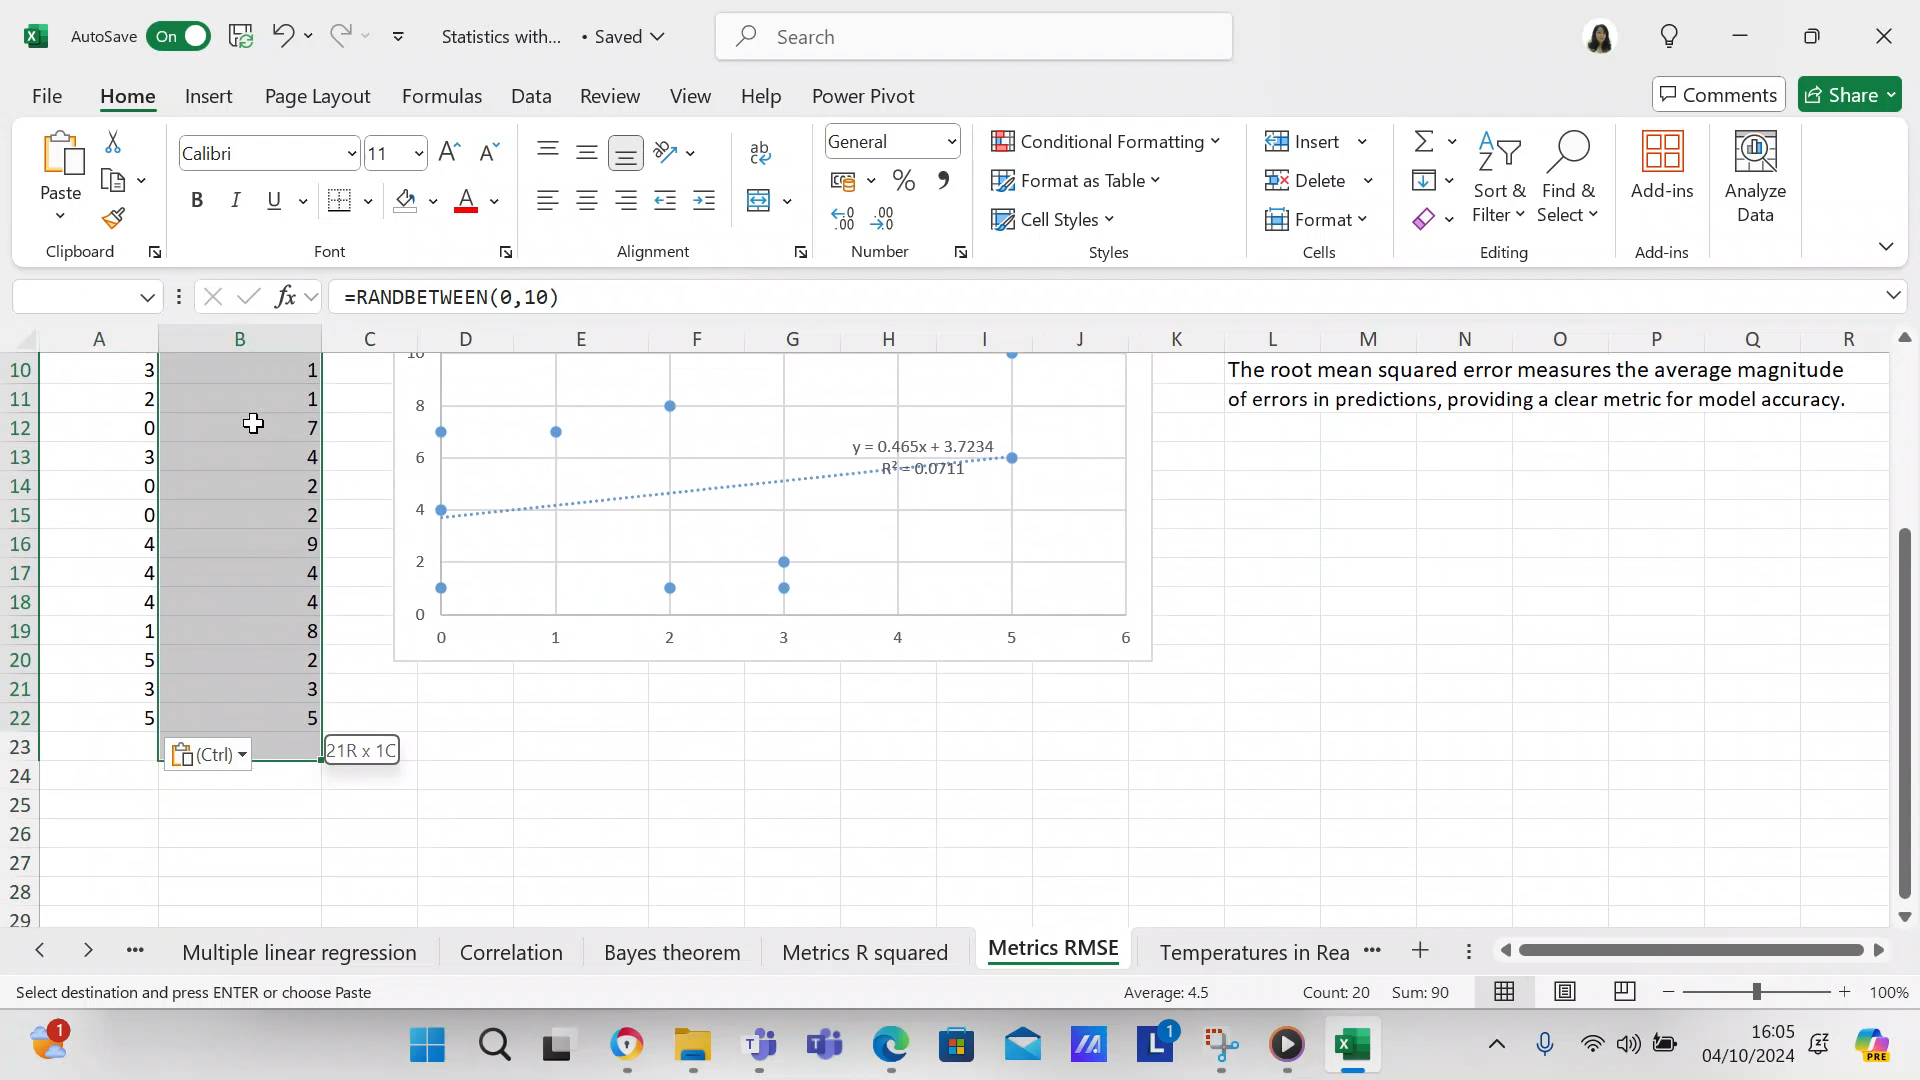 AutoSave On Statistics with... • Saved Search
File Home Insert Page Layout Formulas Data Review View Help Power Pivot Comments Share
Paste Calibri 11 General Conditional Formatting Insert
B I U Format as Table Delete Sort & Filter Find & Select Add-ins Analyze Data
Cell Styles Format
Clipboard Font Alignment Number Styles Cells Editing Add-ins
fx =RANDBETWEEN(0,10)
A B C D E F G H I J K L M N O P Q R
10 3 1 10 The root mean squared error measures the average magnitude
11 2 1 8 of errors in predictions, providing a clear metric for model accuracy.
12 0 7 y = 0.465x + 3.7234
13 3 4 6 R² = 0.0711
14 0 2
15 0 2 4
16 4 9
17 4 4 2
18 4 4 0
19 1 8 0 1 2 3 4 5 6
20 5 2
21 3 3
22 5 5
23 (Ctrl) 21R x 1C
24
25
26
27
28
29
Multiple linear regression Correlation Bayes theorem Metrics R squared Metrics RMSE Temperatures in Rea
Select destination and press ENTER or choose Paste Average: 4.5 Count: 20 Sum: 90 100%
1 1 16:05
04/10/2024 PRE